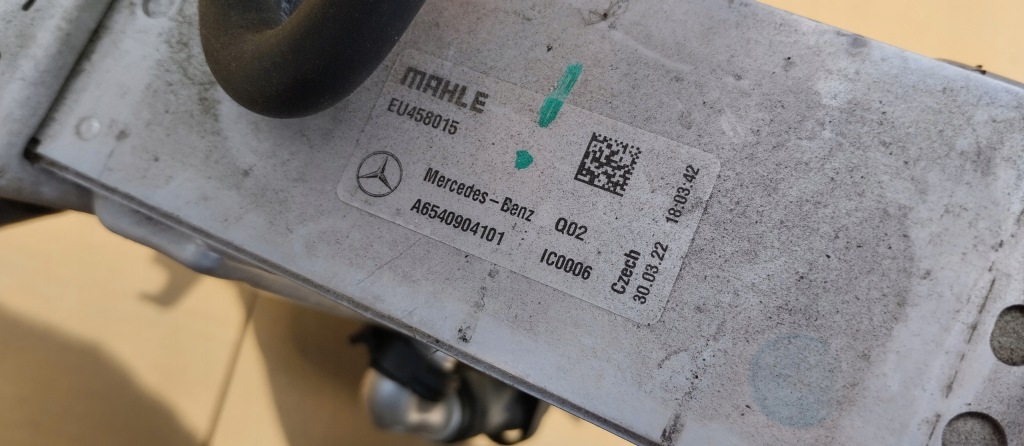 MAHLE
EU458015
Mercedes-Benz Q02
A6540904101 IC0006
Czech
30.03.22 18:03:42